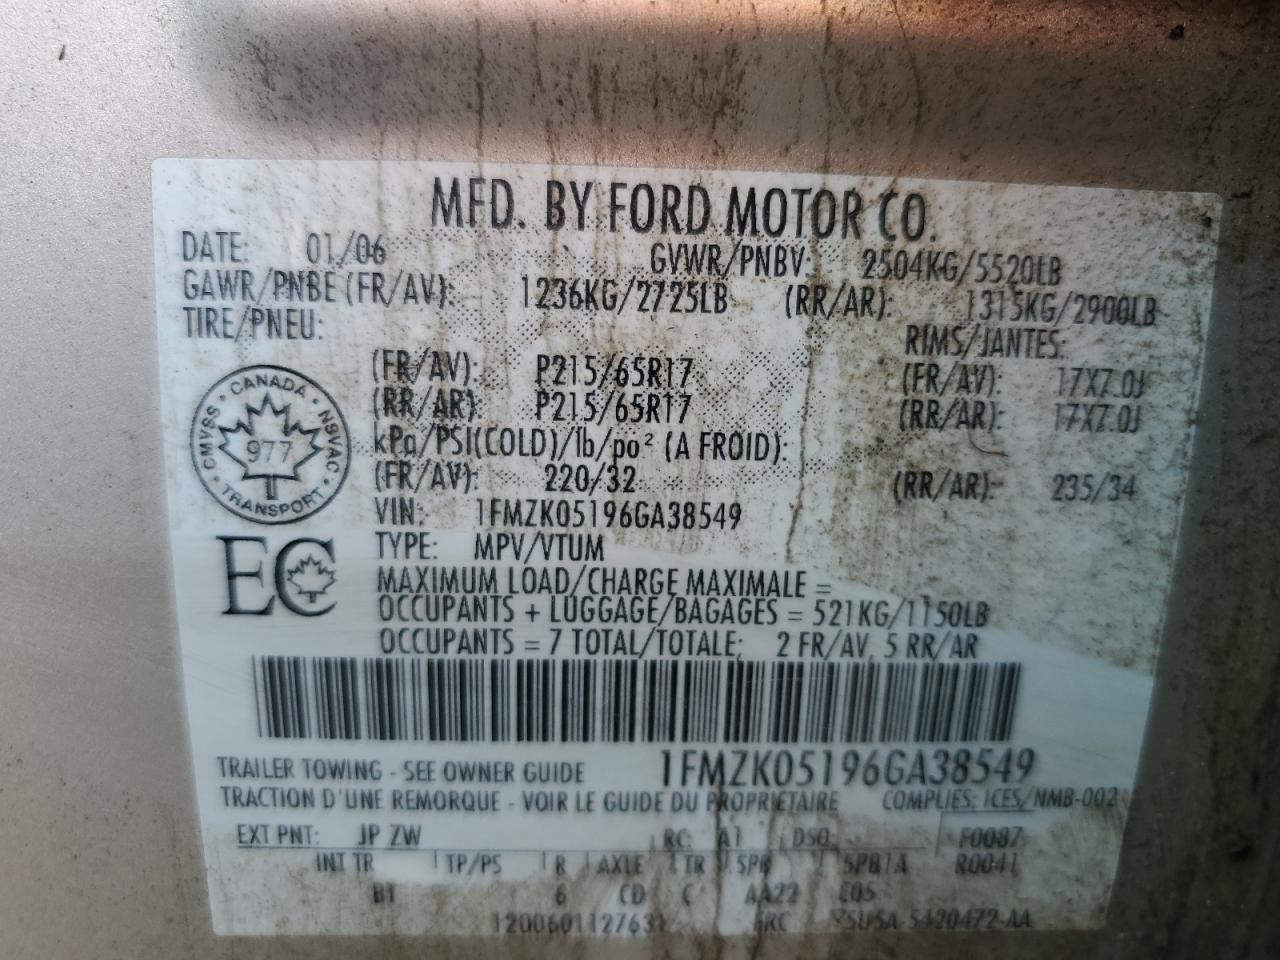 MFD. BY FORD MOTOR CO.
DATE: 01/06 GVWR/PNBV: 2504KG/5520LB
GAWR/PNBE (FR/AV): 1236KG/2725LB (RR/AR): 1315KG/2900LB
TIRE/PNEU: RIMS/JANTES:
(FR/AV): P215/65R17 (FR/AV): 17X7.0J
(RR/AR): P215/65R17 (RR/AR): 17X7.0J
kPa/PSI(COLD)/lb/po² (A FROID):
(FR/AV): 220/32 (RR/AR): 235/34
CANADA · NSVAC · TRANSPORT · CMVSS
977
VIN: 1FMZK05196GA38549
EC
TYPE: MPV/VTUM
MAXIMUM LOAD/CHARGE MAXIMALE =
OCCUPANTS + LUGGAGE/BAGAGES = 521KG/1150LB
OCCUPANTS = 7 TOTAL/TOTALE; 2 FR/AV, 5 RR/AR
TRAILER TOWING - SEE OWNER GUIDE 1FMZK05196GA38549
TRACTION D'UNE REMORQUE - VOIR LE GUIDE DU PROPRIETAIRE COMPLIES: ICES/NMB-002
EXT PNT: JP ZW RC: A1 DSO: F0087
INT TR TP/PS R AXLE TR SPR R0041
B1 6 CD C AA22 C0S